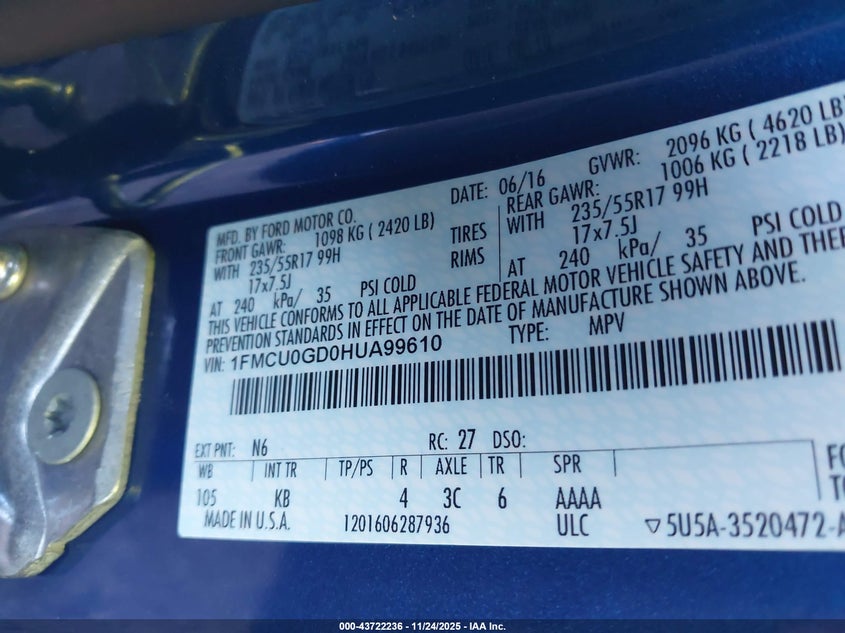 MFD. BY FORD MOTOR CO. DATE: 06/16 GVWR: 2096 KG ( 4620 LB)
FRONT GAWR: 1098 KG ( 2420 LB) REAR GAWR: 1006 KG ( 2218 LB)
WITH 235/55R17 99H TIRES WITH 235/55R17 99H
17x7.5J RIMS 17x7.5J
AT 240 kPa/ 35 PSI COLD AT 240 kPa/ 35 PSI COLD
THIS VEHICLE CONFORMS TO ALL APPLICABLE FEDERAL MOTOR VEHICLE SAFETY AND
PREVENTION STANDARDS IN EFFECT ON THE DATE OF MANUFACTURE SHOWN ABOVE.
VIN: 1FMCU0GD0HUA99610 TYPE: MPV
EXT PNT: N6 RC: 27 DSO:
WB INT TR TP/PS R AXLE TR SPR
105 KB 4 3C 6 AAAA
MADE IN U.S.A. 1201606287936 ULC ▽5U5A-3520472-A
000-43722236 - 11/24/2025 - IAA Inc.